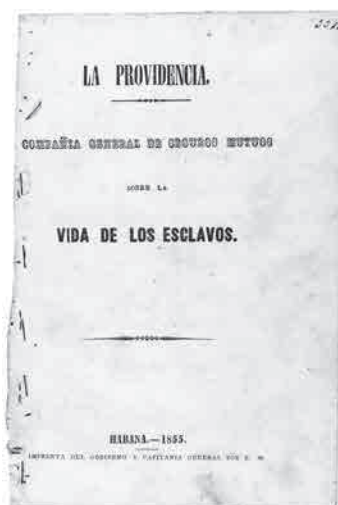 LA PROVIDENCIA.
COMPAÑIA GENERAL DE SEGUROS MUTUOS
SOBRE LA
VIDA DE LOS ESCLAVOS.
HABANA.—1855.
IMPRENTA DEL GOBIERNO Y CAPITANIA GENERAL POR S. M.